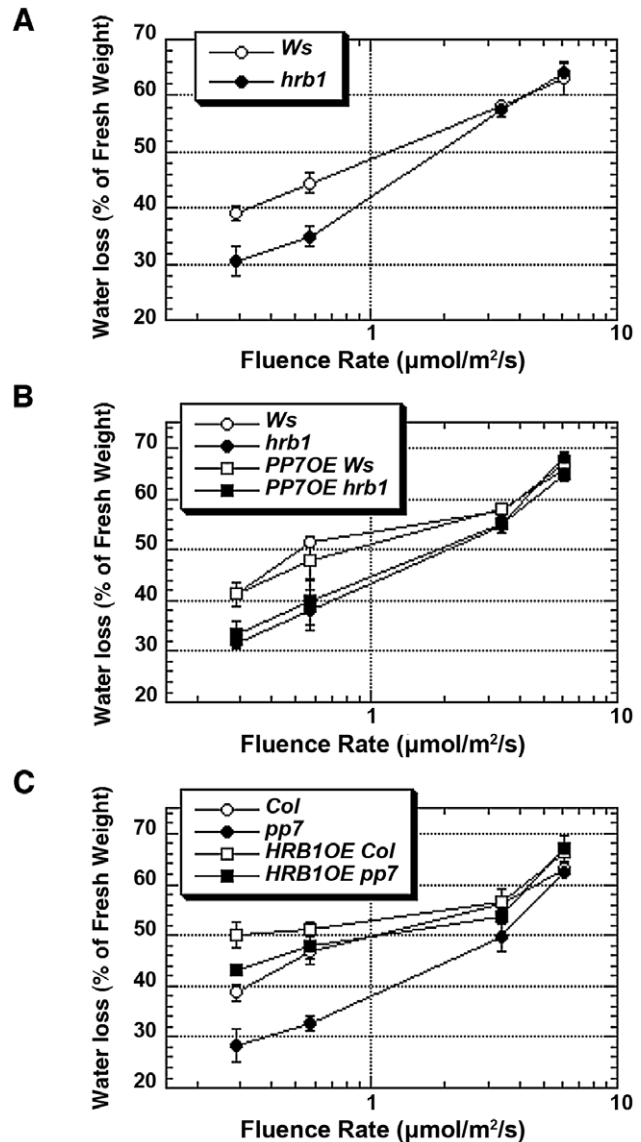 A
Ws
hrb1
70
60
50
40
30
20
Water loss (% of Fresh Weight)
1
10
Fluence Rate (µmol/m²/s)
B
Ws
hrb1
PP7OE Ws
PP7OE hrb1
70
60
50
40
30
20
Water loss (% of Fresh Weight)
1
10
Fluence Rate (µmol/m²/s)
C
Col
pp7
HRB1OE Col
HRB1OE pp7
70
60
50
40
30
20
Water loss (% of Fresh Weight)
1
10
Fluence Rate (µmol/m²/s)